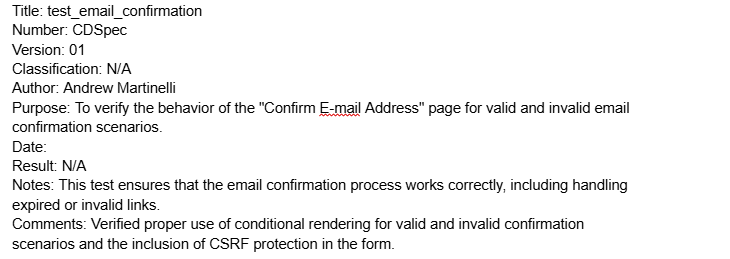 Title: test_email_confirmation
Number: CDSpec
Version: 01
Classification: N/A
Author: Andrew Martinelli
Purpose: To verify the behavior of the "Confirm E-mail Address" page for valid and invalid email
confirmation scenarios.
Date:
Result: N/A
Notes: This test ensures that the email confirmation process works correctly, including handling
expired or invalid links.
Comments: Verified proper use of conditional rendering for valid and invalid confirmation
scenarios and the inclusion of CSRF protection in the form.